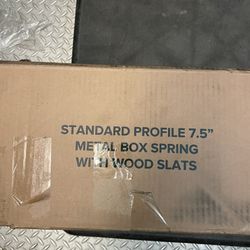 STANDARD PROFILE 7.5”
METAL BOX SPRING
WITH WOOD SLATS